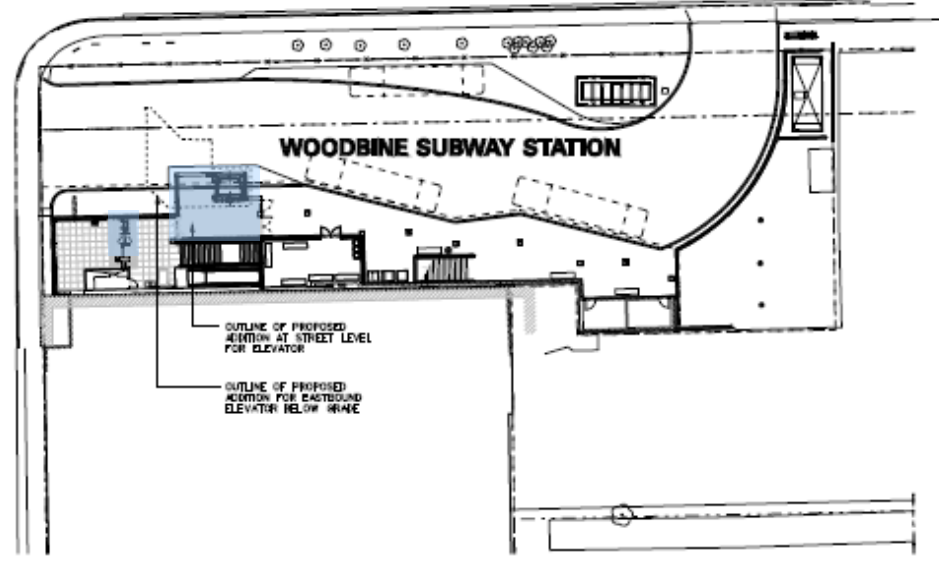 WOODBINE SUBWAY STATION
OUTLINE OF PROPOSED
ADDITION AT STREET LEVEL
FOR ELEVATOR
OUTLINE OF PROPOSED
ADDITION FOR EASTBOUND
ELEVATOR BELOW GRADE